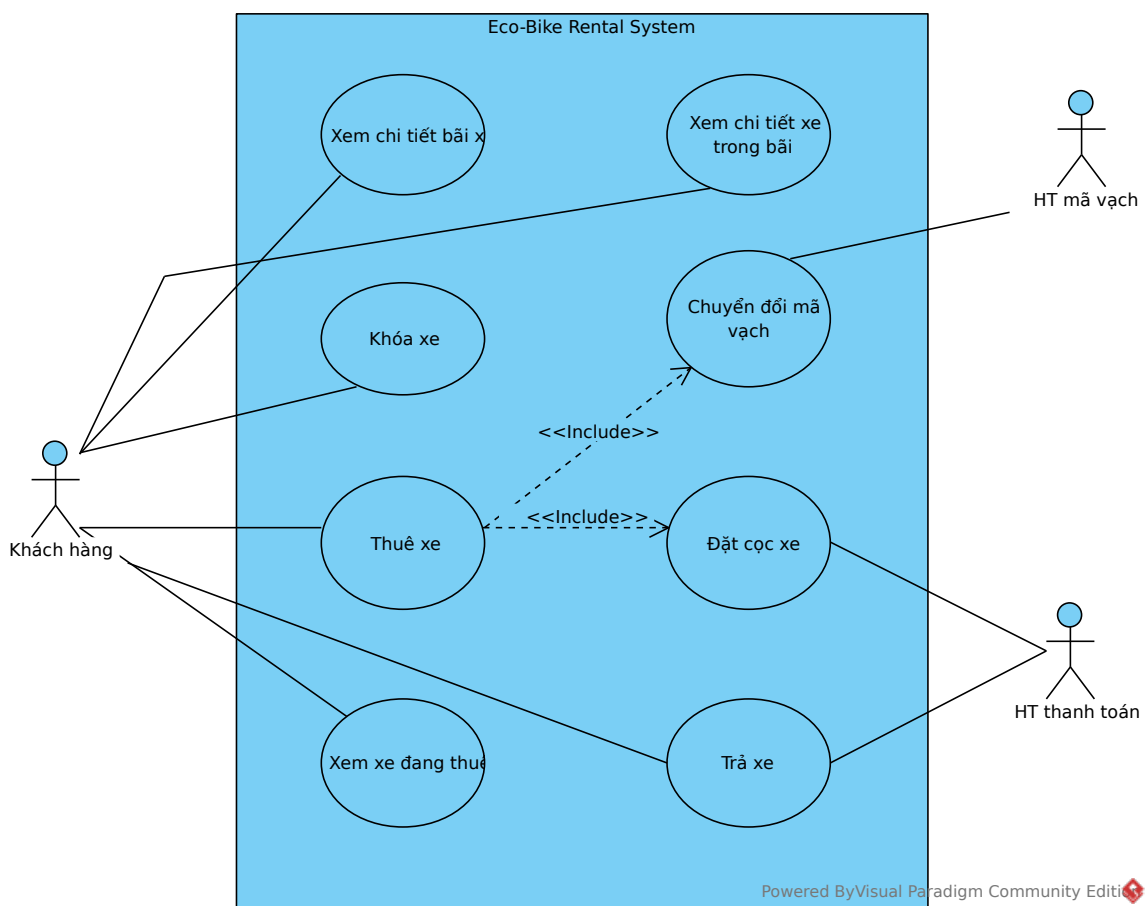 Eco-Bike Rental System
Xem chi tiết bãi x
Xem chi tiết xe
trong bãi
HT mã vạch
Khóa xe
Chuyển đổi mã
vạch
<<Include>>
Khách hàng
Thuê xe
<<Include>>
Đặt cọc xe
HT thanh toán
Xem xe đang thuê
Trả xe
Powered ByVisual Paradigm Community Edition